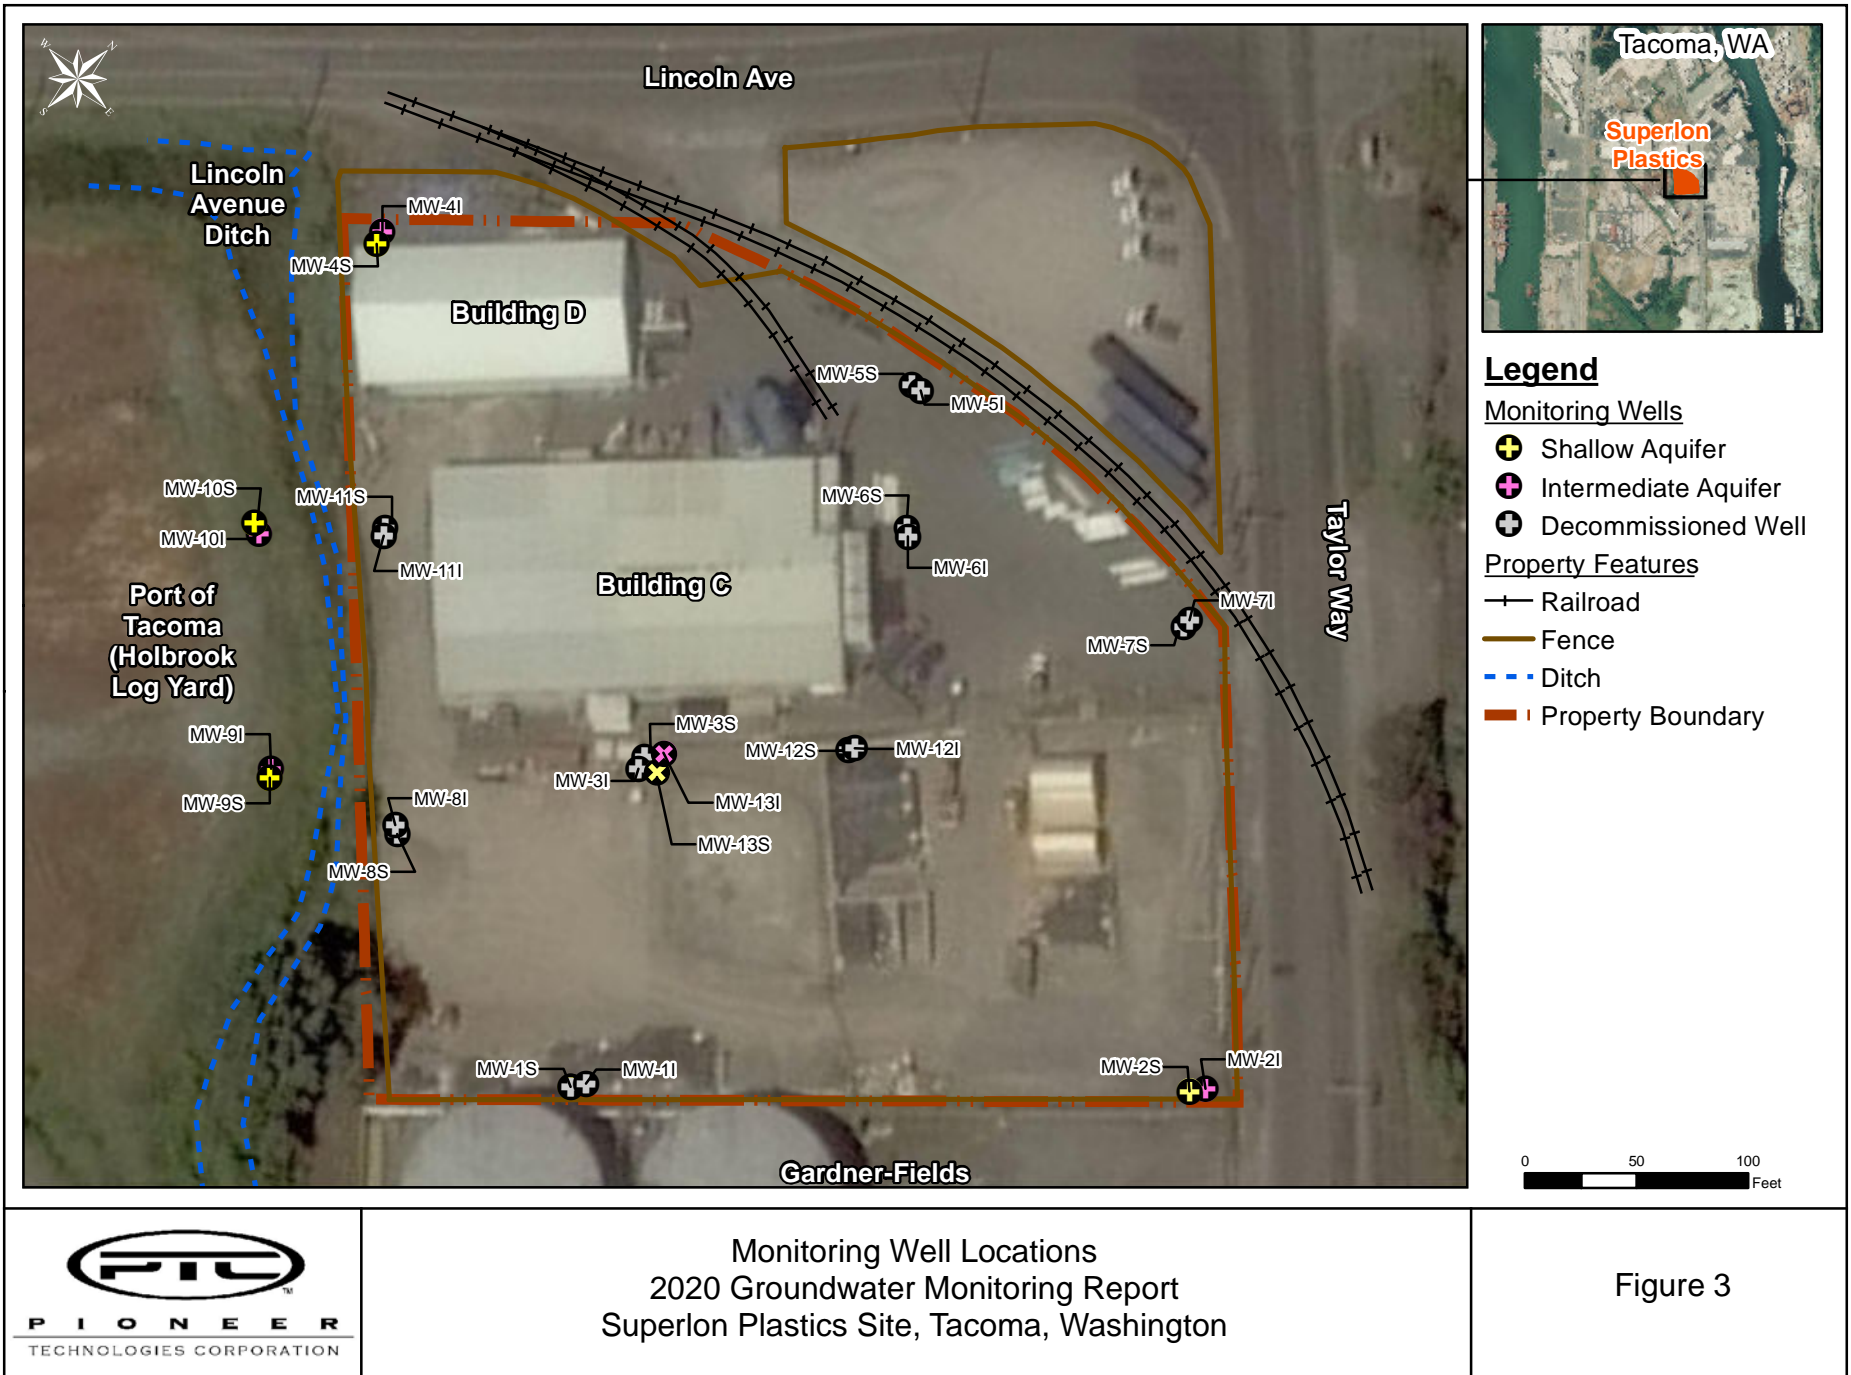 W
N
S
E
Lincoln Ave
Lincoln
Avenue
Ditch
MW-4I
MW-4S
Building D
MW-5S
MW-5I
MW-10S
MW-10I
MW-11S
MW-11I
MW-6S
MW-6I
Building C
Taylor Way
MW-7I
MW-7S
Port of
Tacoma
(Holbrook
Log Yard)
MW-9I
MW-9S
MW-3S
MW-3I
MW-12S
MW-12I
MW-13I
MW-13S
MW-8I
MW-8S
MW-1S
MW-1I
MW-2S
MW-2I
Gardner-Fields
Tacoma, WA
Superlon
Plastics
Legend
Monitoring Wells
Shallow Aquifer
Intermediate Aquifer
Decommissioned Well
Property Features
Railroad
Fence
Ditch
Property Boundary
0 50 100
Feet
PTC
TM
PIONEER
TECHNOLOGIES CORPORATION
Monitoring Well Locations
2020 Groundwater Monitoring Report
Superlon Plastics Site, Tacoma, Washington
Figure 3